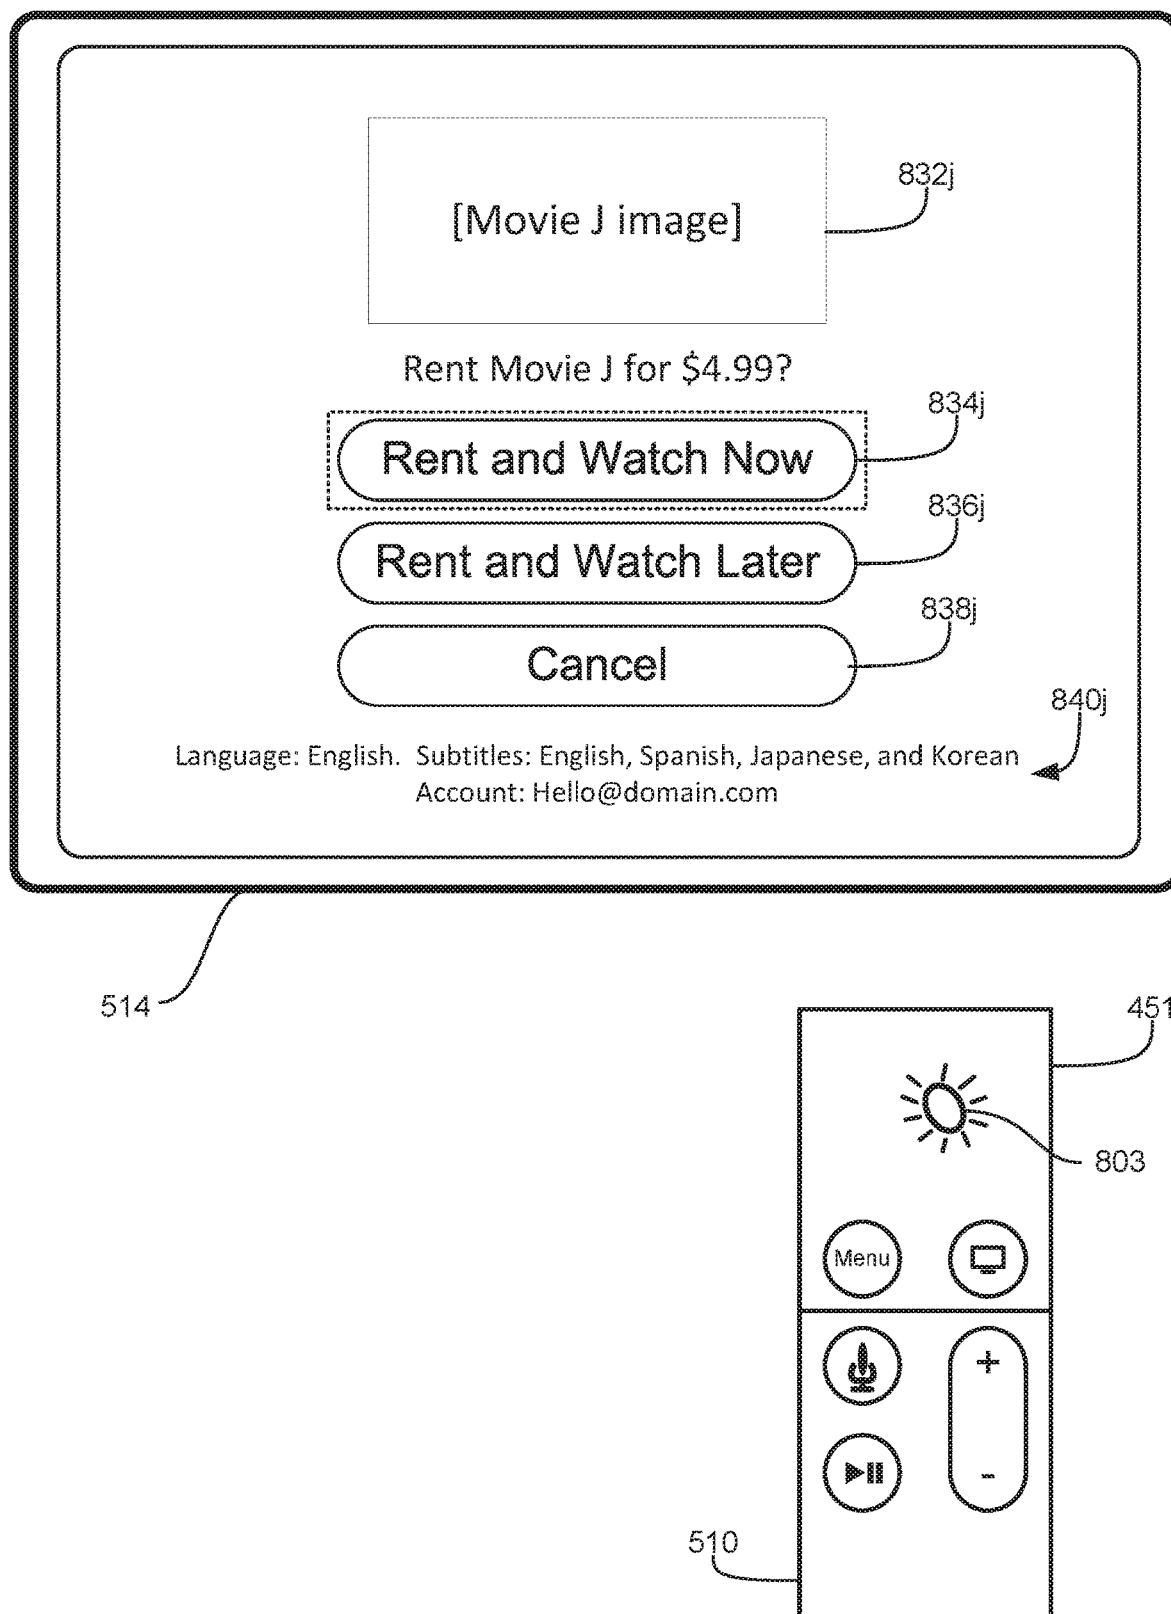 [Movie J image]
832j
Rent Movie J for $4.99?
834j
Rent and Watch Now
836j
Rent and Watch Later
838j
Cancel
840j
Language: English.  Subtitles: English, Spanish, Japanese, and Korean
Account: Hello@domain.com
514
451
803
Menu
+
-
510